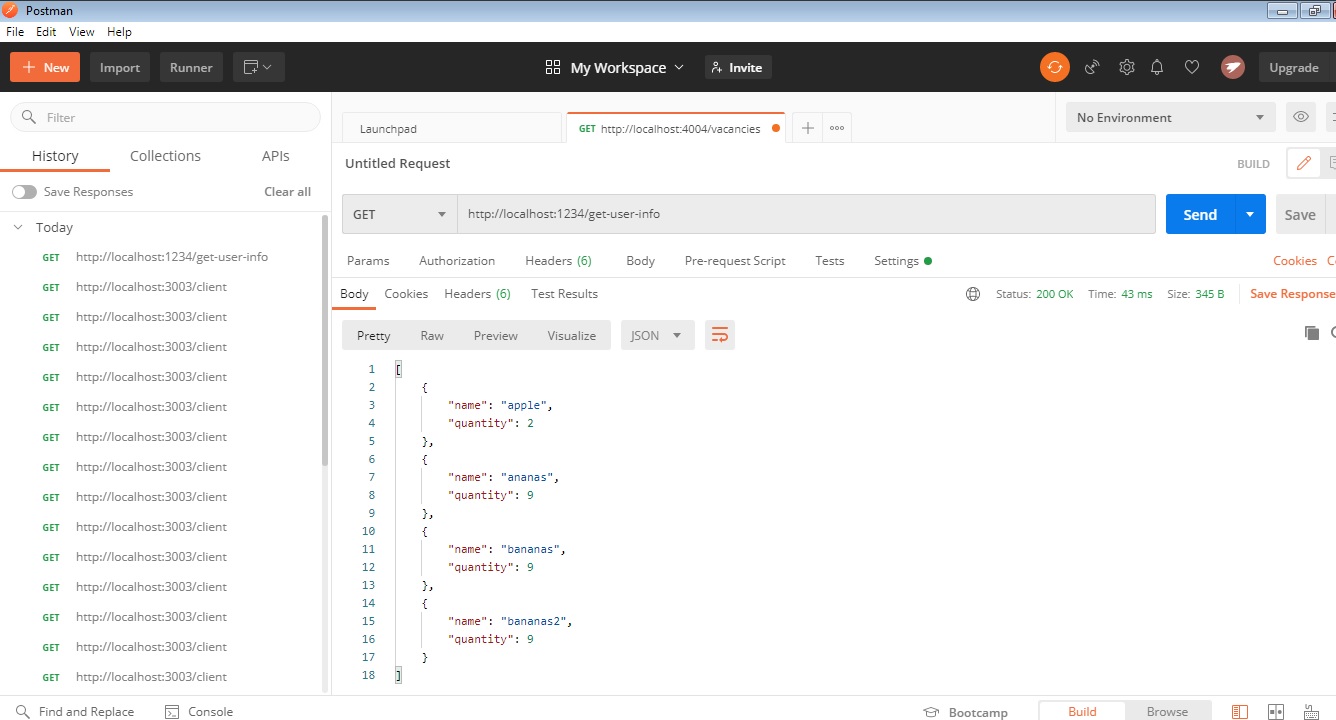 Postman
File Edit View Help
New Import Runner My Workspace Invite Upgrade
Filter
History Collections APIs
Save Responses Clear all
Today
GET http://localhost:1234/get-user-info
GET http://localhost:3003/client
GET http://localhost:3003/client
GET http://localhost:3003/client
GET http://localhost:3003/client
GET http://localhost:3003/client
GET http://localhost:3003/client
GET http://localhost:3003/client
GET http://localhost:3003/client
GET http://localhost:3003/client
GET http://localhost:3003/client
GET http://localhost:3003/client
GET http://localhost:3003/client
GET http://localhost:3003/client
GET http://localhost:3003/client
Launchpad GET http://localhost:4004/vacancies No Environment
Untitled Request BUILD
GET http://localhost:1234/get-user-info Send Save
Params Authorization Headers (6) Body Pre-request Script Tests Settings Cookies
Body Cookies Headers (6) Test Results Status: 200 OK Time: 43 ms Size: 345 B Save Response
Pretty Raw Preview Visualize JSON
1 [
2 {
3 "name": "apple",
4 "quantity": 2
5 },
6 {
7 "name": "ananas",
8 "quantity": 9
9 },
10 {
11 "name": "bananas",
12 "quantity": 9
13 },
14 {
15 "name": "bananas2",
16 "quantity": 9
17 }
18 ]
Find and Replace Console Bootcamp Build Browse